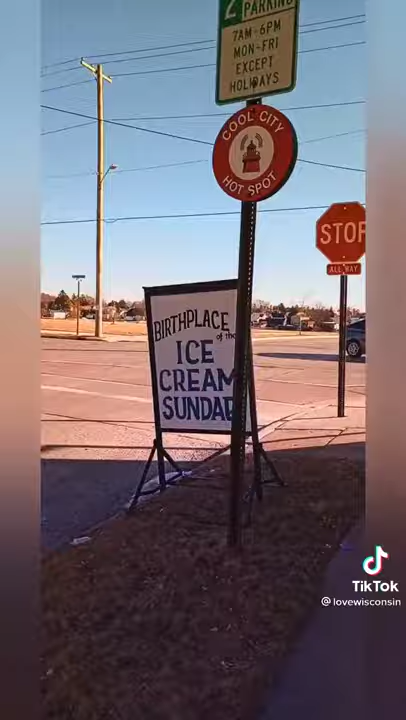 2
PARKING
7AM-6PM
MON-FRI
EXCEPT
HOLIDAYS
COOL CITY
HOT SPOT
STOP
ALL WAY
BIRTHPLACE
of the
ICE
CREAM
SUNDAE
TikTok
@lovewisconsin